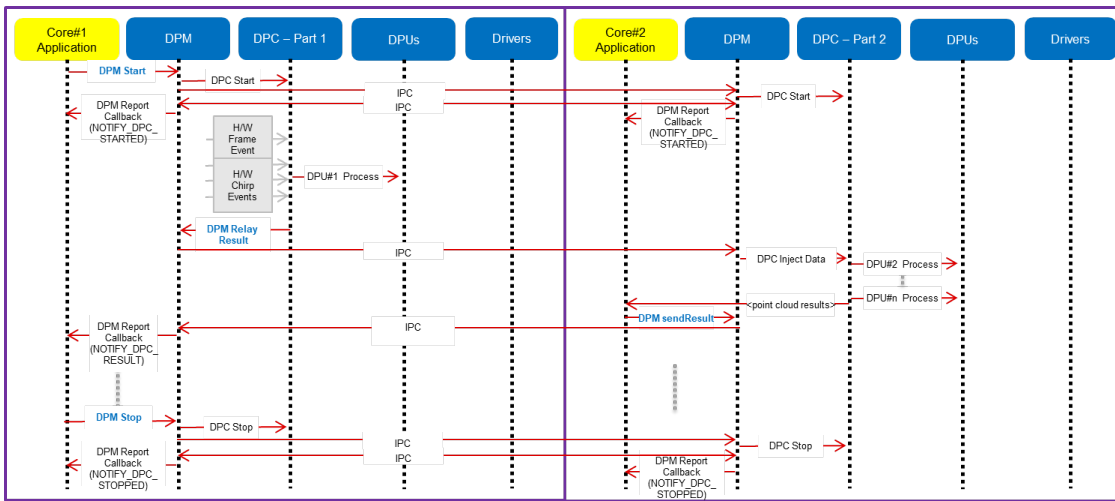 Core#1
Application
DPM
DPC – Part 1
DPUs
Drivers
Core#2
Application
DPM
DPC – Part 2
DPUs
Drivers
DPM Start
DPC Start
IPC
IPC
DPC Start
DPM Report
Callback
(NOTIFY_DPC_
STARTED)
DPM Report
Callback
(NOTIFY_DPC_
STARTED)
H/W
Frame
Event
H/W
Chirp
Events
DPU#1 Process
DPM Relay
Result
IPC
DPC Inject Data
DPU#2 Process
DPU#n Process
<point cloud results>
DPM sendResult
IPC
DPM Report
Callback
(NOTIFY_DPC_
RESULT)
DPM Stop
DPC Stop
IPC
IPC
DPC Stop
DPM Report
Callback
(NOTIFY_DPC_
STOPPED)
DPM Report
Callback
(NOTIFY_DPC_
STOPPED)